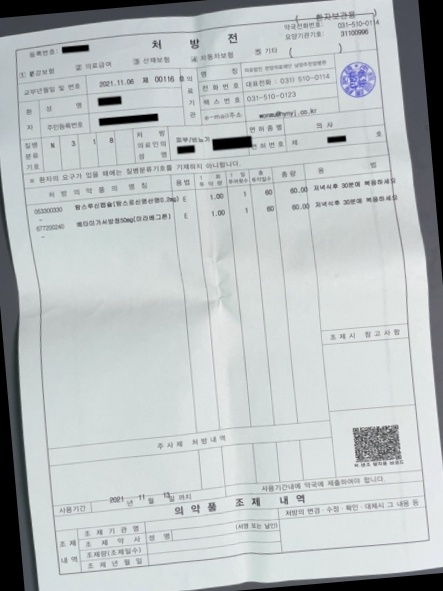 ( 환자보관용 )
처 방 전
약국전화번호: 031-510-0114
요양기관기호: 31100996
등록번호:
① 건강보험 ② 의료급여 ③ 산재보험 ④ 자동차보험 ⑤ 기타 ( )
교부년월일 및 번호 2021.11.06 제 00116 호
의료기관
명 칭
전화번호 대표전화: 031) 510-0114
팩스번호 031-510-0123
e-mail주소
환자
성 명
주민등록번호
질병분류기호 N 3 1 8
처 방 의료인의 성 명
면허종별 의 사
면허번호 제 호
※ 환자의 요구가 있을 때에는 질병분류기호를 기재하지 아니합니다.
처 방 의 약 품 의 명 칭 용법 1회투약량 1일투여횟수 총투약일수 총량 용 법
053300330 탐스루신캡슐(탐스로신염산염0.2mg) E 1.00 1 60 60.00 저녁식후 30분에 복용하세요
~
677200240 베타미가서방정50mg(미라베그론) E 1.00 1 60 60.00 저녁식후 30분에 복용하세요
~
조제시 참고사항
주사제 처방내역
사용기간 2021 년 11 월 13 일 까지
사용기간내에 약국에 제출하여야 합니다.
의약품 조제 내역
조제내역
조제기관명
조제약사 성 명 (서명 또는 날인)
조제량(조제일수)
조제년월일
처방의 변경·수정·확인·대체시 그 내용 등